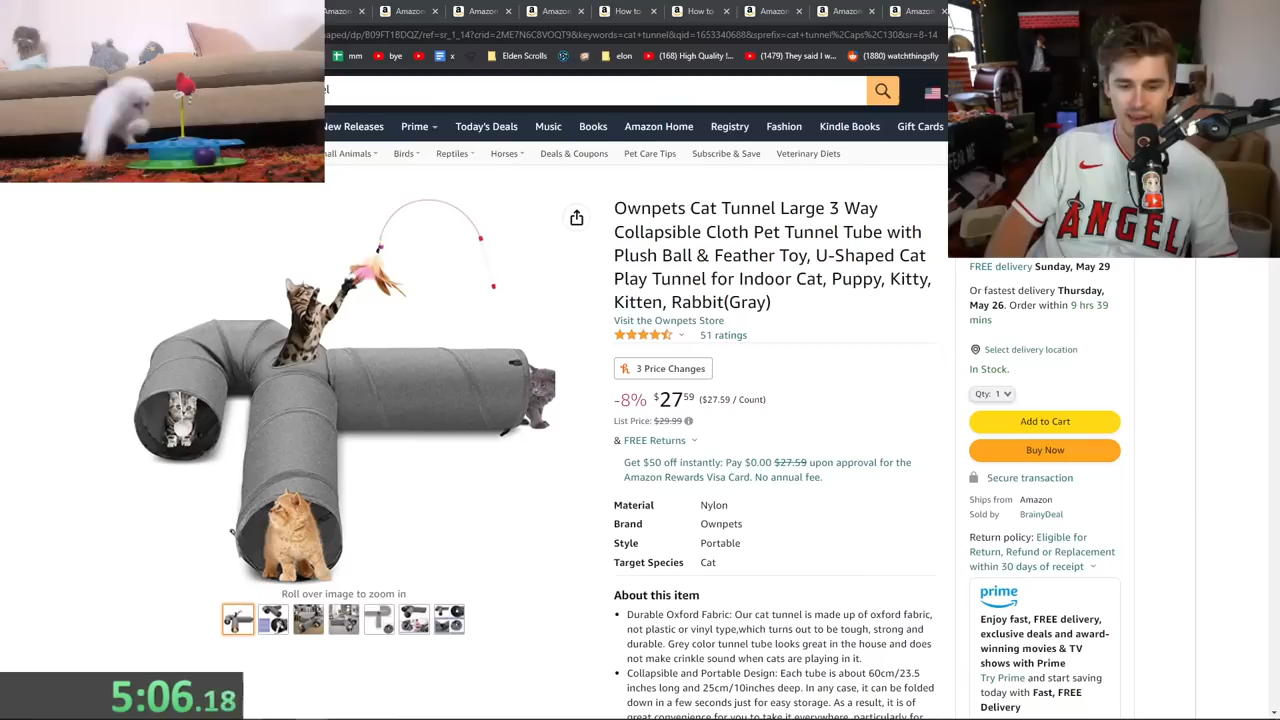 Amazon Amazon Amazon Amazon How to How to Amazon Amazon Amazon
haped/dp/B09FT18DQZ/ref=sr_1_14?crid=2ME7N6C8VOQT9&keywords=cat+tunnel&qid=1653340688&sprefix=cat+tunnel%2Caps%2C130&sr=8-14
mm bye x Elden Scrolls elon (168) High Quality !... (1479) They said I w... (1880) watchthingsfly
New Releases Prime Today's Deals Music Books Amazon Home Registry Fashion Kindle Books Gift Cards
mall Animals Birds Reptiles Horses Deals & Coupons Pet Care Tips Subscribe & Save Veterinary Diets
ANGEL
Ownpets Cat Tunnel Large 3 Way
Collapsible Cloth Pet Tunnel Tube with
Plush Ball & Feather Toy, U-Shaped Cat
Play Tunnel for Indoor Cat, Puppy, Kitty,
Kitten, Rabbit(Gray)
Visit the Ownpets Store
51 ratings
3 Price Changes
-8% $27 59 ($27.59 / Count)
List Price: $29.99
& FREE Returns
Get $50 off instantly: Pay $0.00 $27.59 upon approval for the
Amazon Rewards Visa Card. No annual fee.
Material Nylon
Brand Ownpets
Style Portable
Target Species Cat
About this item
• Durable Oxford Fabric: Our cat tunnel is made up of oxford fabric,
not plastic or vinyl type,which turns out to be tough, strong and
durable. Grey color tunnel tube looks great in the house and does
not make crinkle sound when cats are playing in it.
• Collapsible and Portable Design: Each tube is about 60cm/23.5
inches long and 25cm/10inches deep. In any case, it can be folded
down in a few seconds just for easy storage. As a result, it is of
great convenience for you to take it everywhere, particularly for
Roll over image to zoom in
FREE delivery Sunday, May 29
Or fastest delivery Thursday,
May 26. Order within 9 hrs 39
mins
Select delivery location
In Stock.
Qty: 1
Add to Cart
Buy Now
Secure transaction
Ships from Amazon
Sold by BrainyDeal
Return policy: Eligible for
Return, Refund or Replacement
within 30 days of receipt
prime
Enjoy fast, FREE delivery,
exclusive deals and award-
winning movies & TV
shows with Prime
Try Prime and start saving
today with Fast, FREE
Delivery
5:06.18